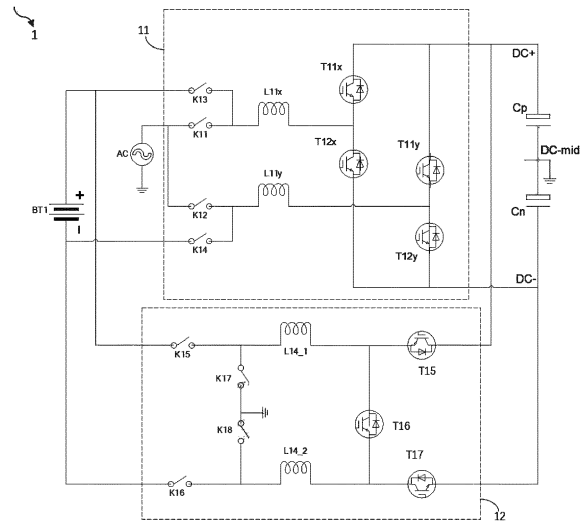 1
11
K13
K11
L11x
T11x
DC+
Cp
AC
T12x
T11y
DC-mid
L11y
BT1
+
-
K12
K14
Cn
T12y
DC-
K15
L14_1
T15
K17
K18
T16
L14_2
T17
K16
12